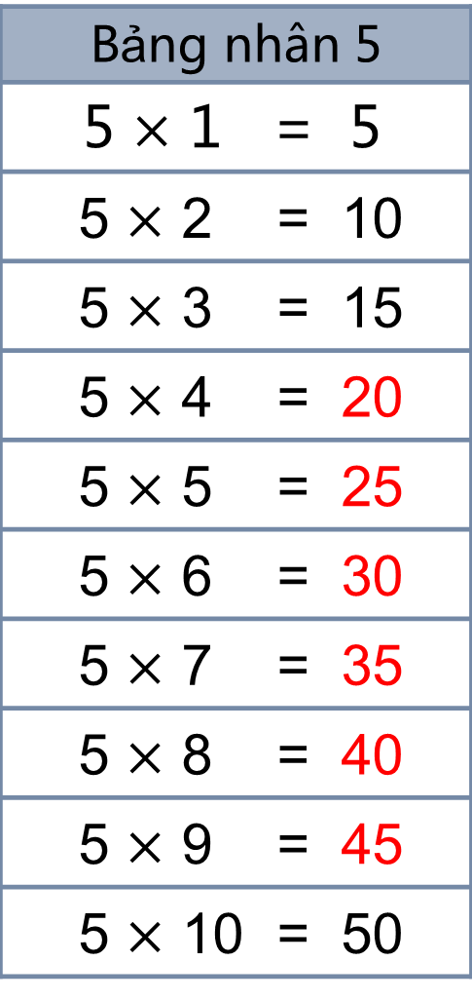 Bảng nhân 5
5 × 1 = 5
5 × 2 = 10
5 × 3 = 15
5 × 4 = 20
5 × 5 = 25
5 × 6 = 30
5 × 7 = 35
5 × 8 = 40
5 × 9 = 45
5 × 10 = 50